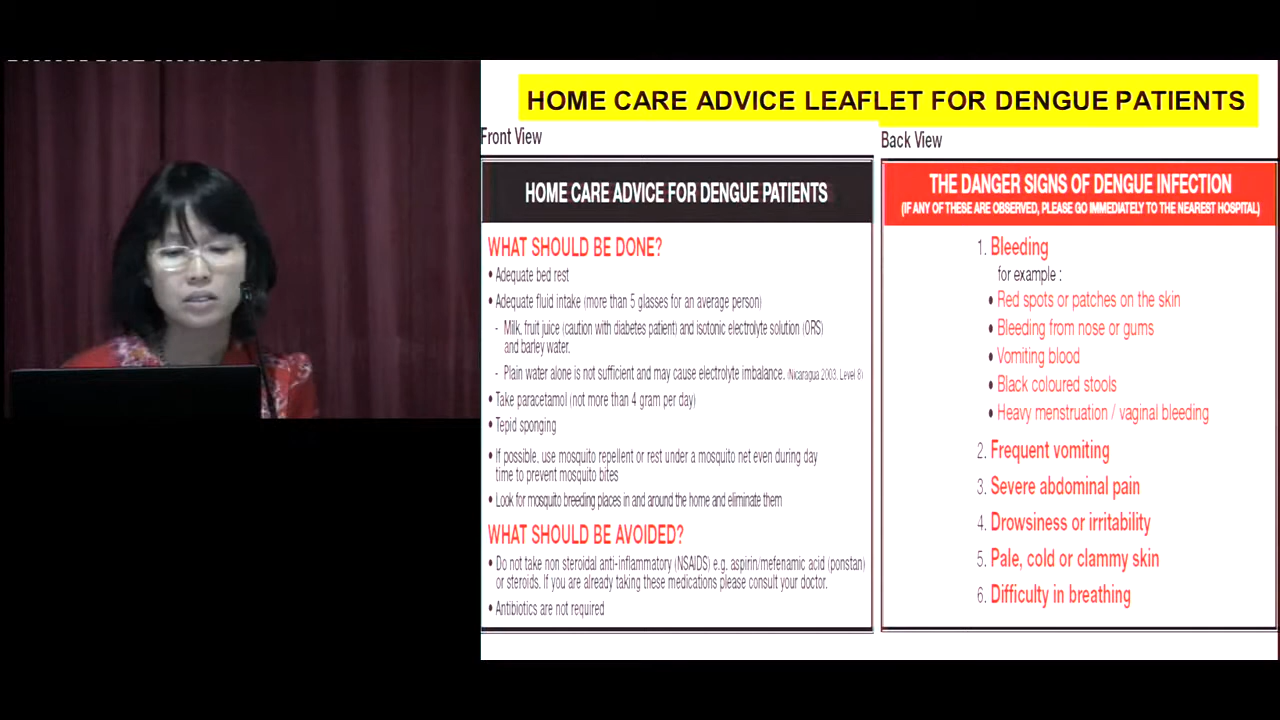 HOME CARE ADVICE LEAFLET FOR DENGUE PATIENTS
Front View
HOME CARE ADVICE FOR DENGUE PATIENTS
WHAT SHOULD BE DONE?
• Adequate bed rest
• Adequate fluid intake (more than 5 glasses for an average person)
- Milk, fruit juice (caution with diabetes patient) and isotonic electrolyte solution (ORS)
and barley water.
- Plain water alone is not sufficient and may cause electrolyte imbalance. (Nicaragua 2003, Level 8)
• Take paracetamol (not more than 4 gram per day)
• Tepid sponging
• If possible, use mosquito repellent or rest under a mosquito net even during day
time to prevent mosquito bites
• Look for mosquito breeding places in and around the home and eliminate them
WHAT SHOULD BE AVOIDED?
• Do not take non steroidal anti-inflammatory (NSAIDS) e.g. aspirin/mefenamic acid (ponstan)
or steroids. If you are already taking these medications please consult your doctor.
• Antibiotics are not required
Back View
THE DANGER SIGNS OF DENGUE INFECTION
(IF ANY OF THESE ARE OBSERVED, PLEASE GO IMMEDIATELY TO THE NEAREST HOSPITAL)
1. Bleeding
for example :
• Red spots or patches on the skin
• Bleeding from nose or gums
• Vomiting blood
• Black coloured stools
• Heavy menstruation / vaginal bleeding
2. Frequent vomiting
3. Severe abdominal pain
4. Drowsiness or irritability
5. Pale, cold or clammy skin
6. Difficulty in breathing